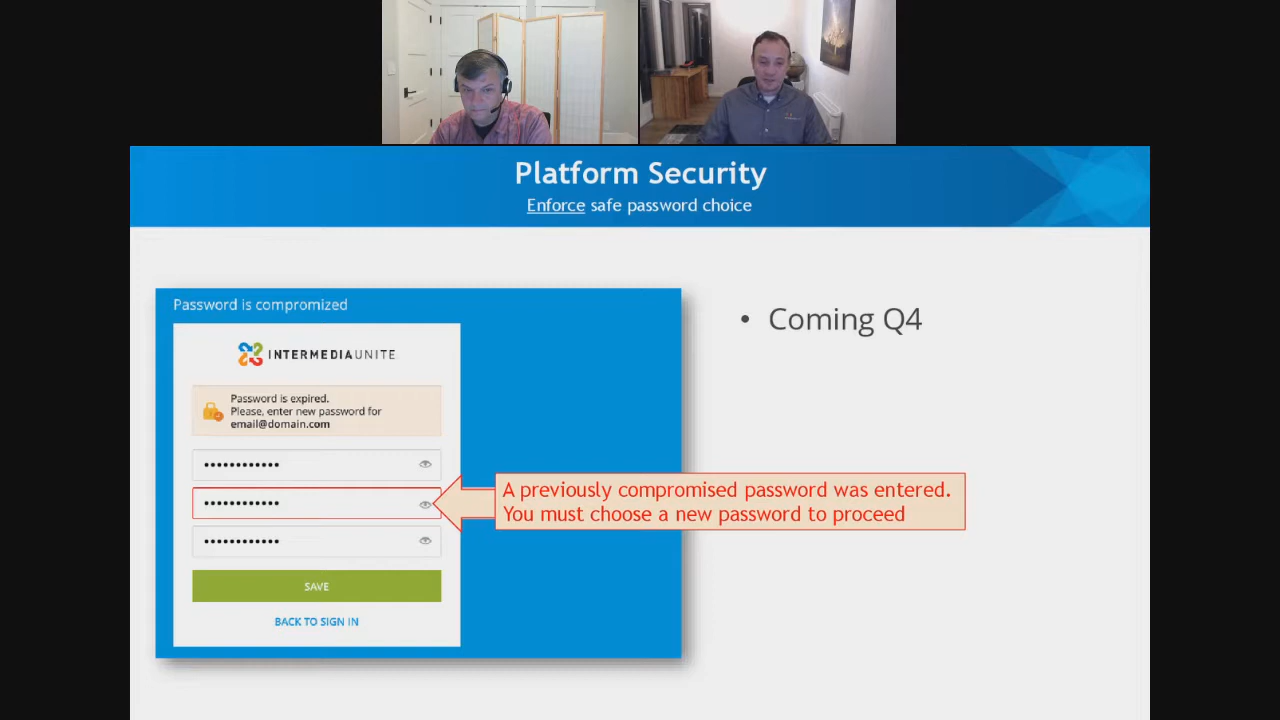 Platform Security
Enforce safe password choice
Password is compromized
INTERMEDIAUNITE
Password is expired.
Please, enter new password for
email@domain.com
••••••••••••
••••••••••••
••••••••••••
SAVE
BACK TO SIGN IN
A previously compromised password was entered.
You must choose a new password to proceed
• Coming Q4